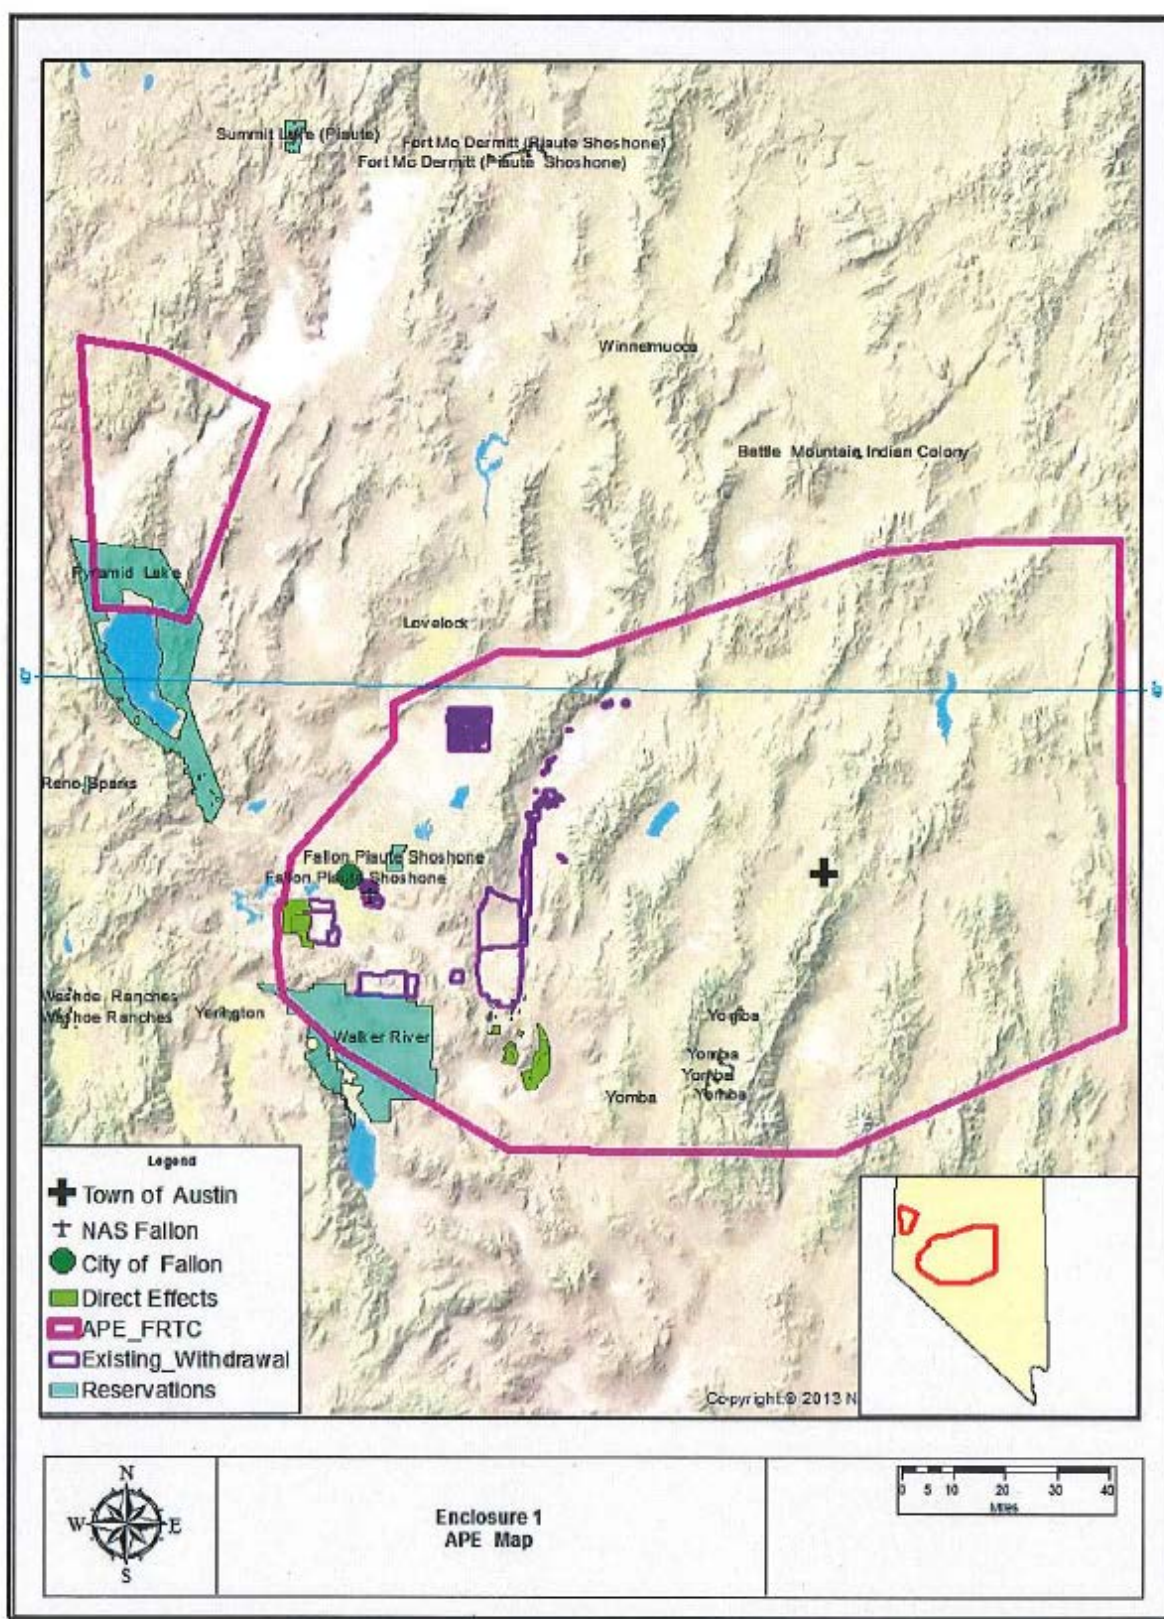 Summit Lake (Piaute)
Fort Mc Dermitt (Piaute Shoshone)
Fort Mc Dermitt (Piaute Shoshone)
Winnemucca
Battle Mountain Indian Colony
Pyramid Lake
Lovelock
40°
40°
Reno-Sparks
Fallon Piaute Shoshone
Fallon Piaute Shoshone
Washoe Ranches
Washoe Ranches
Yerington
Walker River
Yomba
Yomba
Yomba
Yomba
Yomba
Legend
Town of Austin
NAS Fallon
City of Fallon
Direct Effects
APE_FRTC
Existing_Withdrawal
Reservations
Copyright:© 2013 N
N
W E
S
Enclosure 1
APE Map
0 5 10 20 30 40
Miles